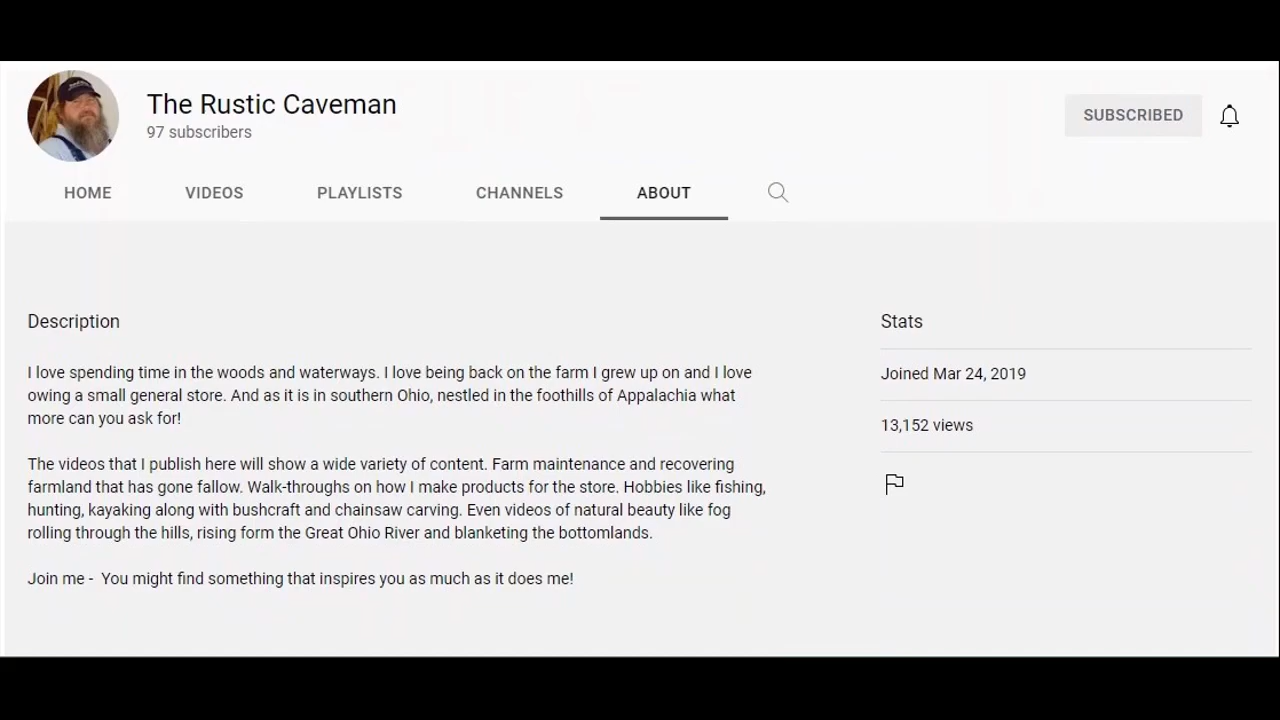 The Rustic Caveman
97 subscribers
SUBSCRIBED
HOME
VIDEOS
PLAYLISTS
CHANNELS
ABOUT
Description
I love spending time in the woods and waterways. I love being back on the farm I grew up on and I love
owing a small general store. And as it is in southern Ohio, nestled in the foothills of Appalachia what
more can you ask for!
The videos that I publish here will show a wide variety of content. Farm maintenance and recovering
farmland that has gone fallow. Walk-throughs on how I make products for the store. Hobbies like fishing,
hunting, kayaking along with bushcraft and chainsaw carving. Even videos of natural beauty like fog
rolling through the hills, rising form the Great Ohio River and blanketing the bottomlands.
Join me -  You might find something that inspires you as much as it does me!
Stats
Joined Mar 24, 2019
13,152 views